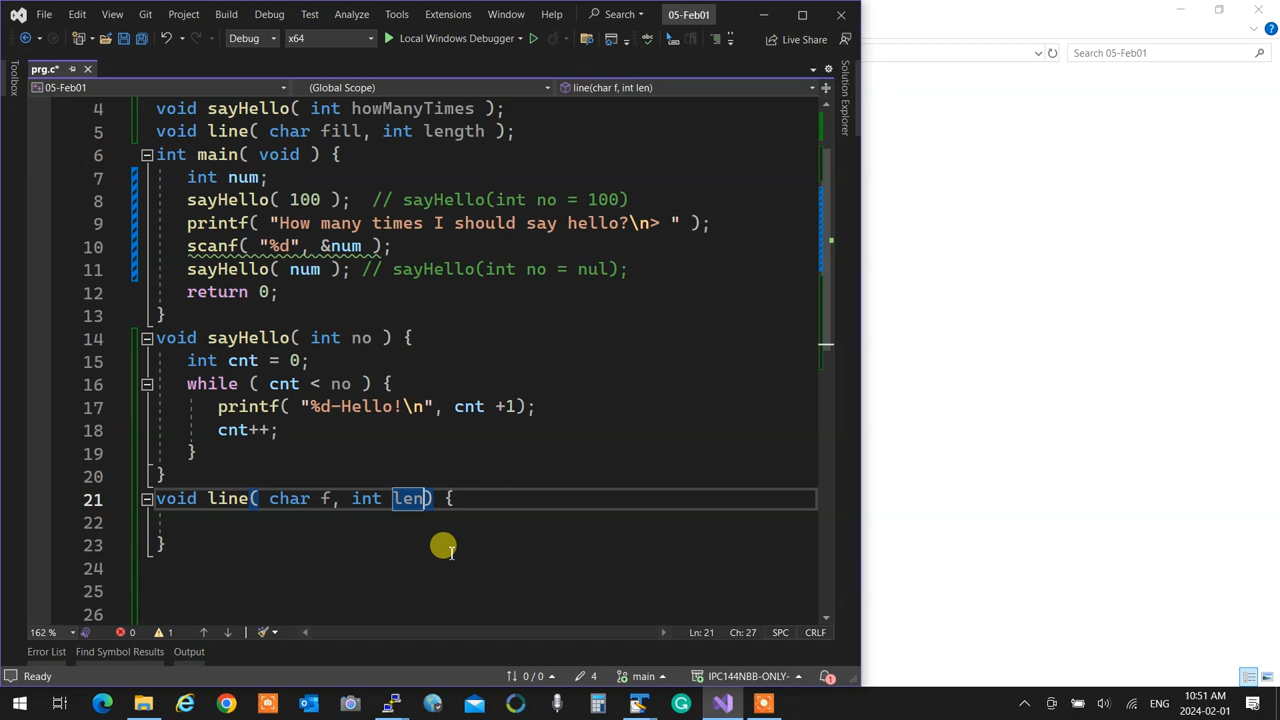 File Edit View Git Project Build Debug Test Analyze Tools Extensions Window Help Search 05-Feb01
Debug x64 Local Windows Debugger Live Share
prg.c*
Toolbox
Solution Explorer
05-Feb01 (Global Scope) line(char f, int len)
Search 05-Feb01
4 void sayHello( int howManyTimes );
5 void line( char fill, int length );
6 int main( void ) {
7 int num;
8 sayHello( 100 ); // sayHello(int no = 100)
9 printf( "How many times I should say hello?\n> " );
10 scanf( "%d", &num );
11 sayHello( num ); // sayHello(int no = nul);
12 return 0;
13 }
14 void sayHello( int no ) {
15 int cnt = 0;
16 while ( cnt < no ) {
17 printf( "%d-Hello!\n", cnt +1);
18 cnt++;
19 }
20 }
21 void line( char f, int len) {
22
23 }
24
25
26
162 % 0 1 Ln: 21 Ch: 27 SPC CRLF
Error List Find Symbol Results Output
Ready 0 / 0 4 main IPC144NBB-ONLY- 1
ENG 10:51 AM
2024-02-01